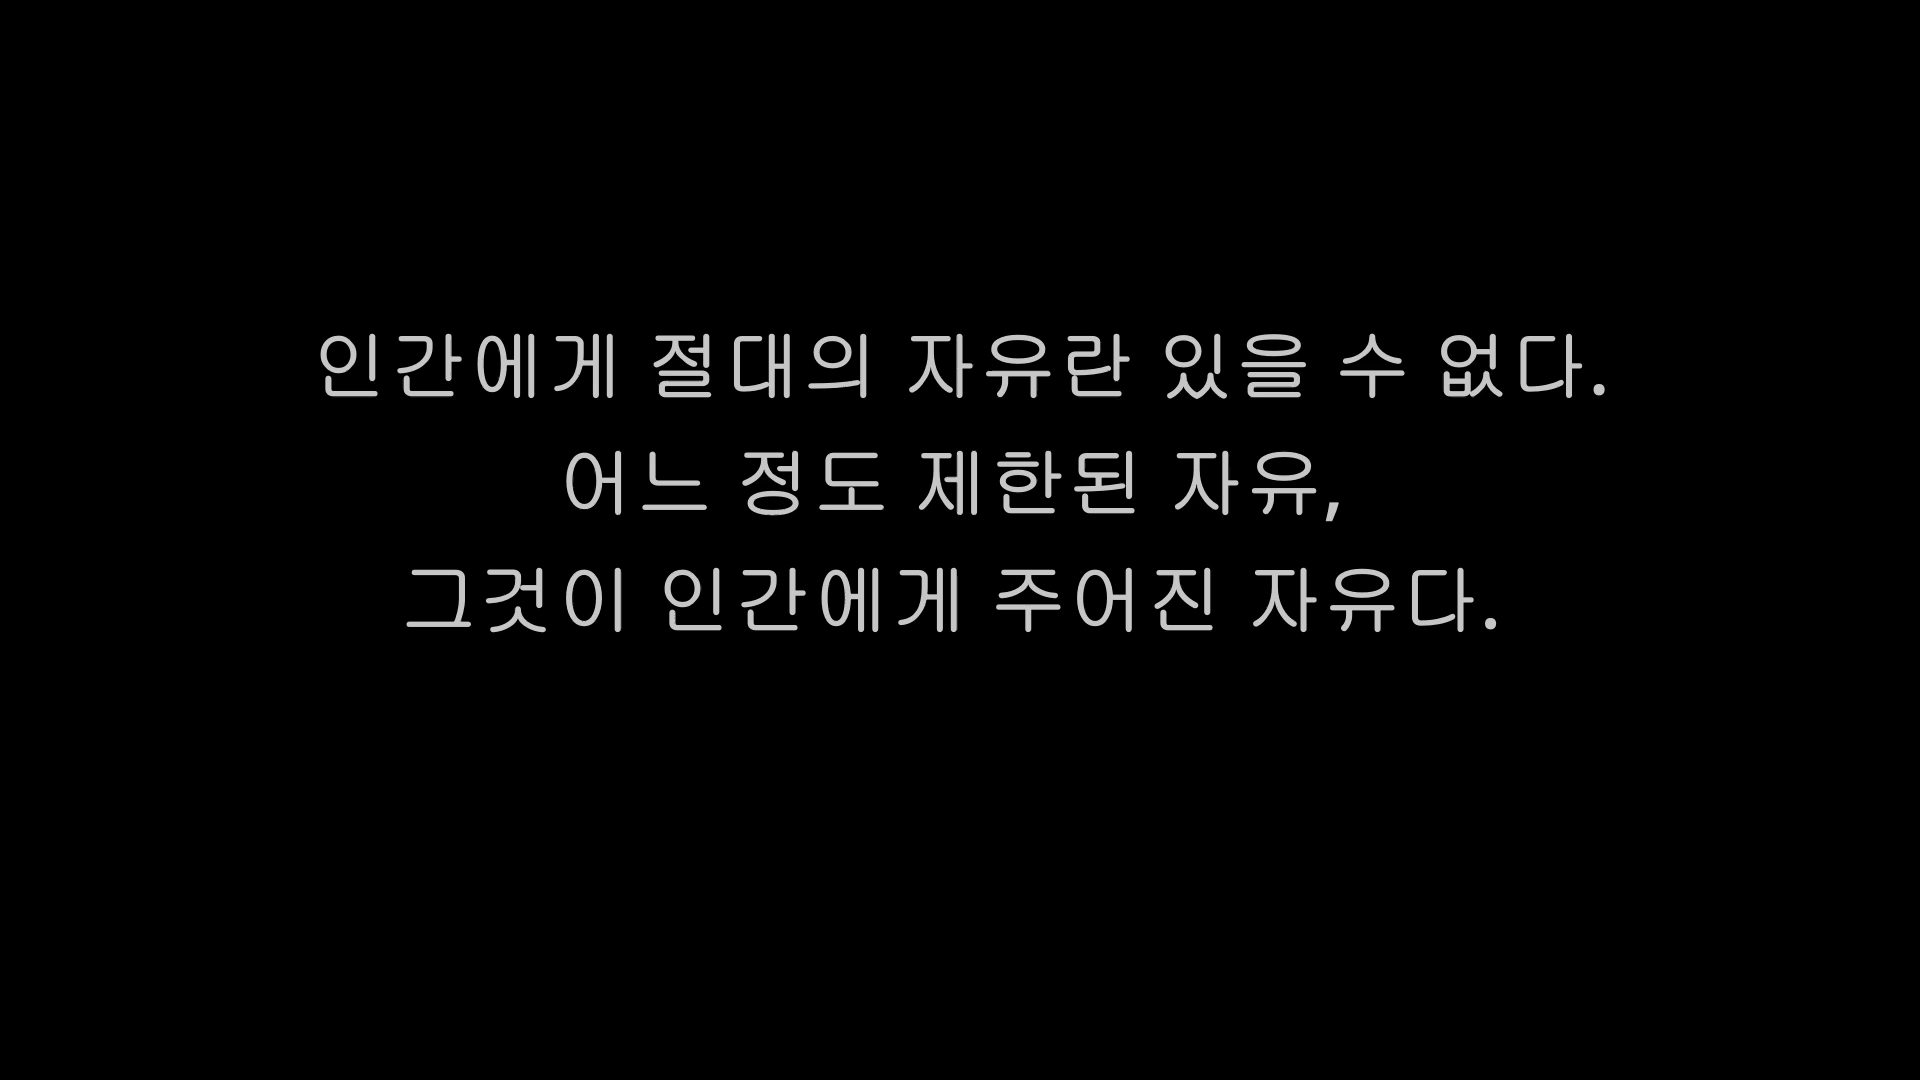 인간에게 절대의 자유란 있을 수 없다.
어느 정도 제한된 자유,
그것이 인간에게 주어진 자유다.